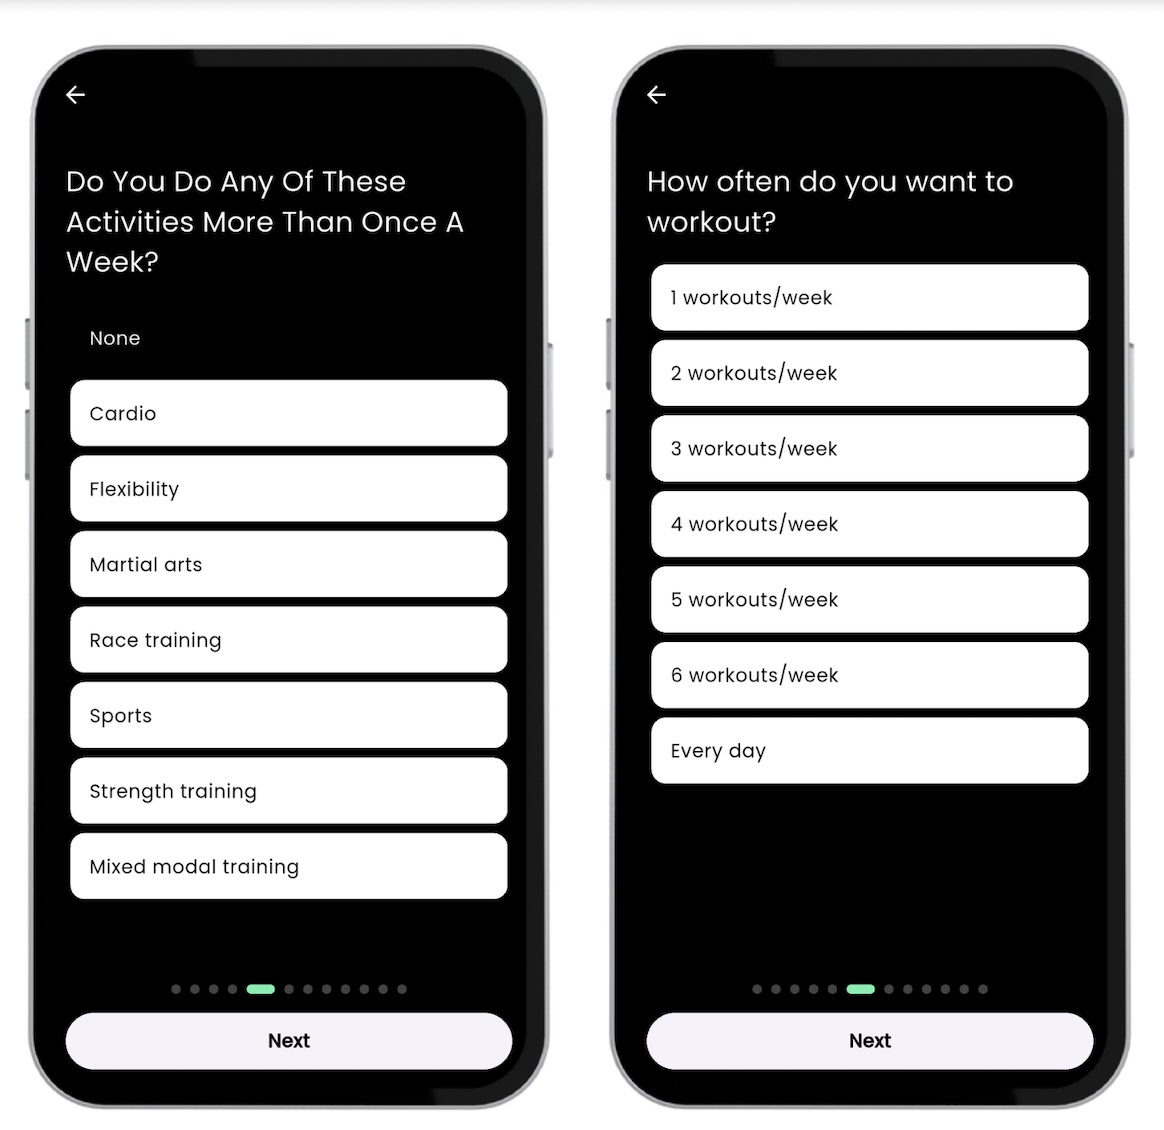 Do You Do Any Of These
Activities More Than Once A
Week?
None
Cardio
Flexibility
Martial arts
Race training
Sports
Strength training
Mixed modal training
Next
How often do you want to
workout?
1 workouts/week
2 workouts/week
3 workouts/week
4 workouts/week
5 workouts/week
6 workouts/week
Every day
Next